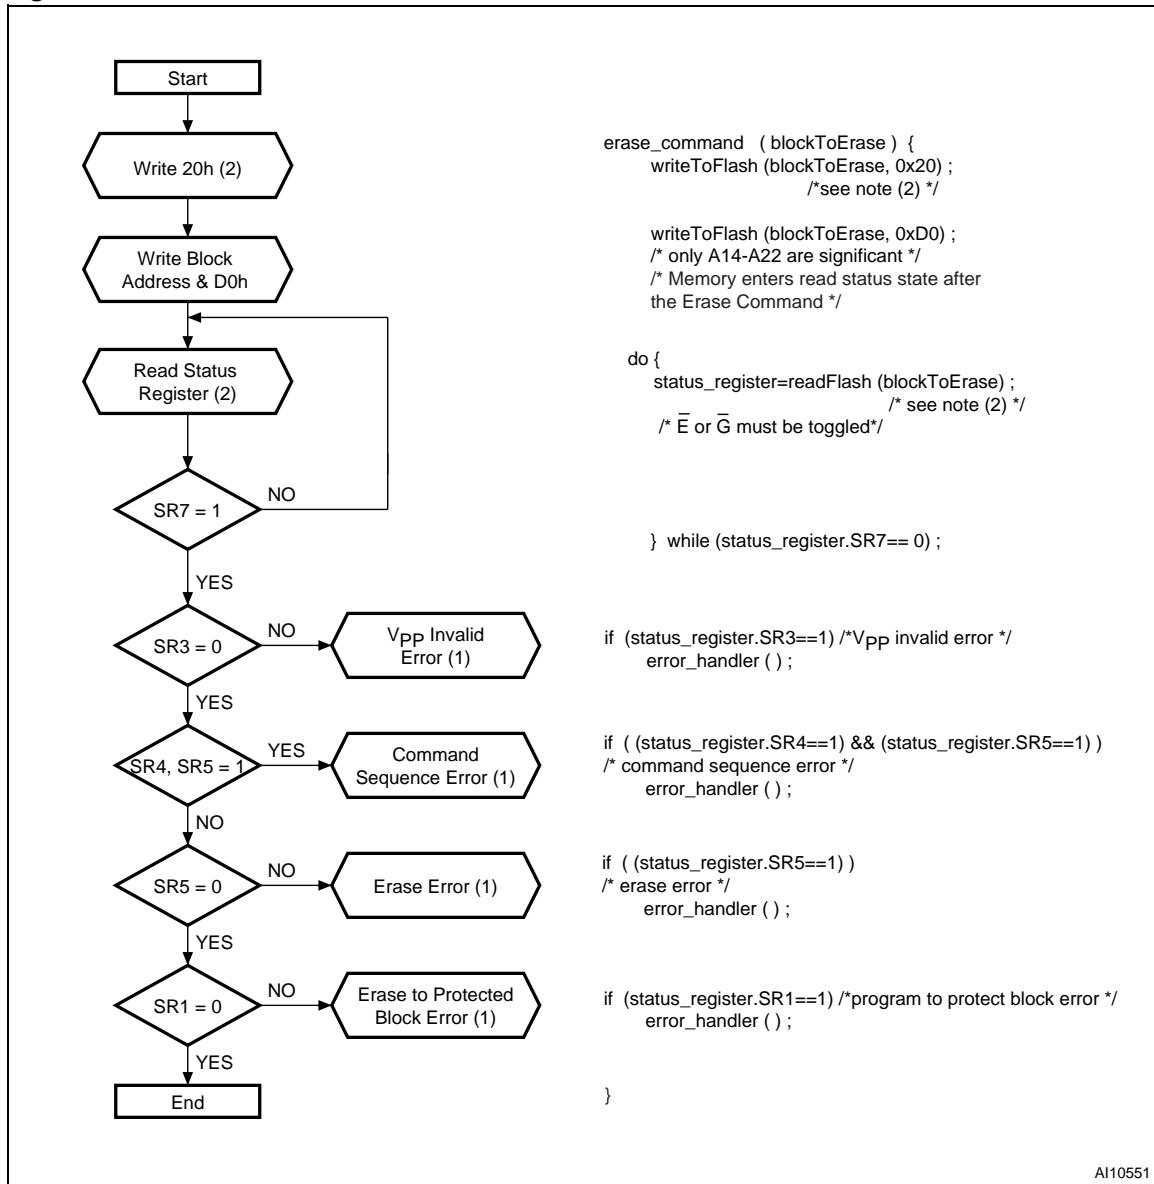 Start
Write 20h (2)
Write Block
Address & D0h
Read Status
Register (2)
SR7 = 1
NO
YES
SR3 = 0
NO
VPP Invalid
Error (1)
YES
SR4, SR5 = 1
YES
Command
Sequence Error (1)
NO
SR5 = 0
NO
Erase Error (1)
YES
SR1 = 0
NO
Erase to Protected
Block Error (1)
YES
End
erase_command ( blockToErase ) {
writeToFlash (blockToErase, 0x20) ;
/*see note (2) */
writeToFlash (blockToErase, 0xD0) ;
/* only A14-A22 are significant */
/* Memory enters read status state after
the Erase Command */
do {
status_register=readFlash (blockToErase) ;
/* see note (2) */
/* E̅ or G̅ must be toggled*/
} while (status_register.SR7== 0) ;
if (status_register.SR3==1) /*VPP invalid error */
error_handler ( ) ;
if ( (status_register.SR4==1) && (status_register.SR5==1) )
/* command sequence error */
error_handler ( ) ;
if ( (status_register.SR5==1) )
/* erase error */
error_handler ( ) ;
if (status_register.SR1==1) /*program to protect block error */
error_handler ( ) ;
}
AI10551